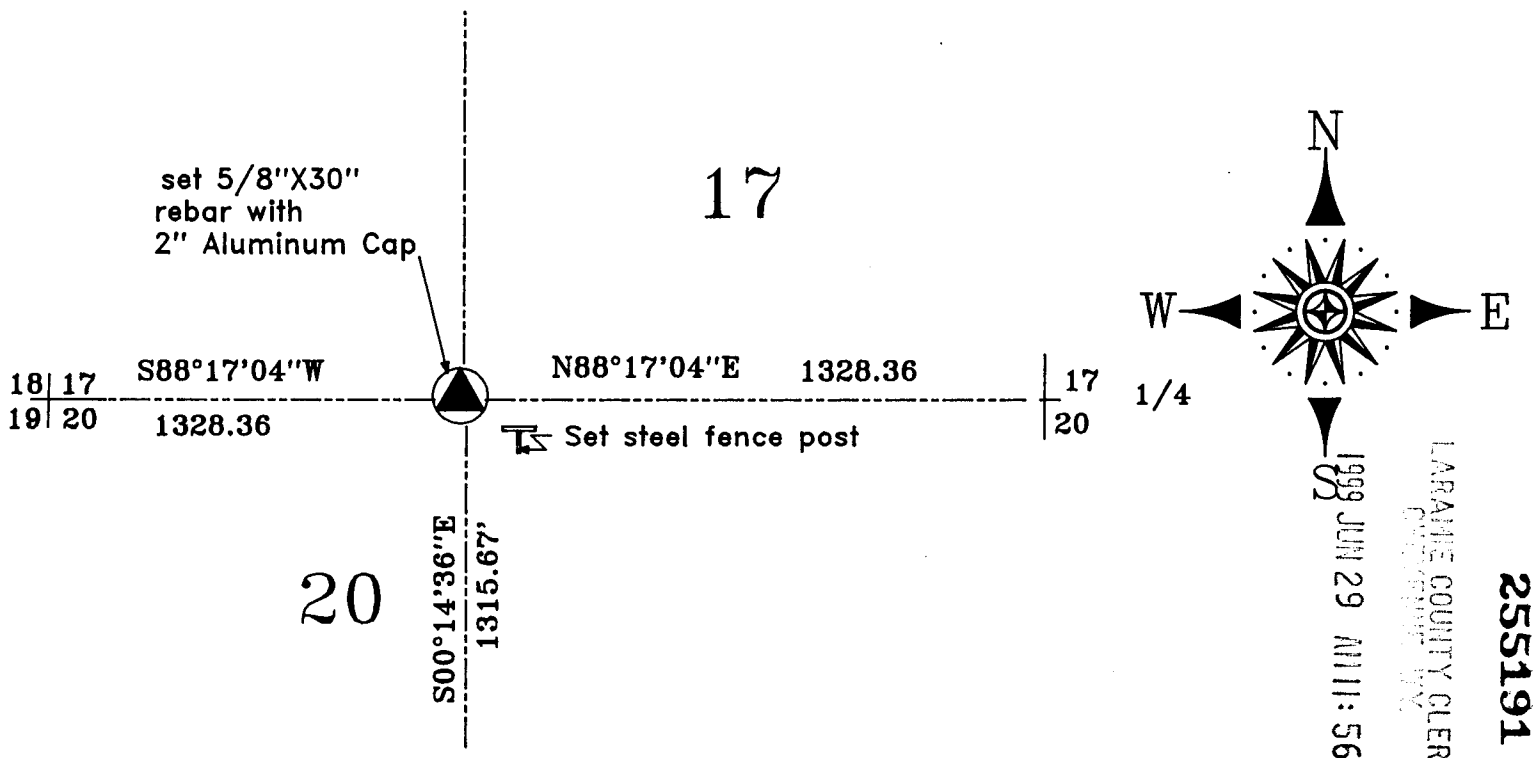 set 5/8"X30"
rebar with
2" Aluminum Cap
17
N
W
E
S
18 17
19 20
S88°17'04"W
1328.36
N88°17'04"E
1328.36
17
20
1/4
Set steel fence post
S00°14'36"E
1315.67'
20
LARAMIE COUNTY CLER
1999 JUN 29 AM 11: 56
255191